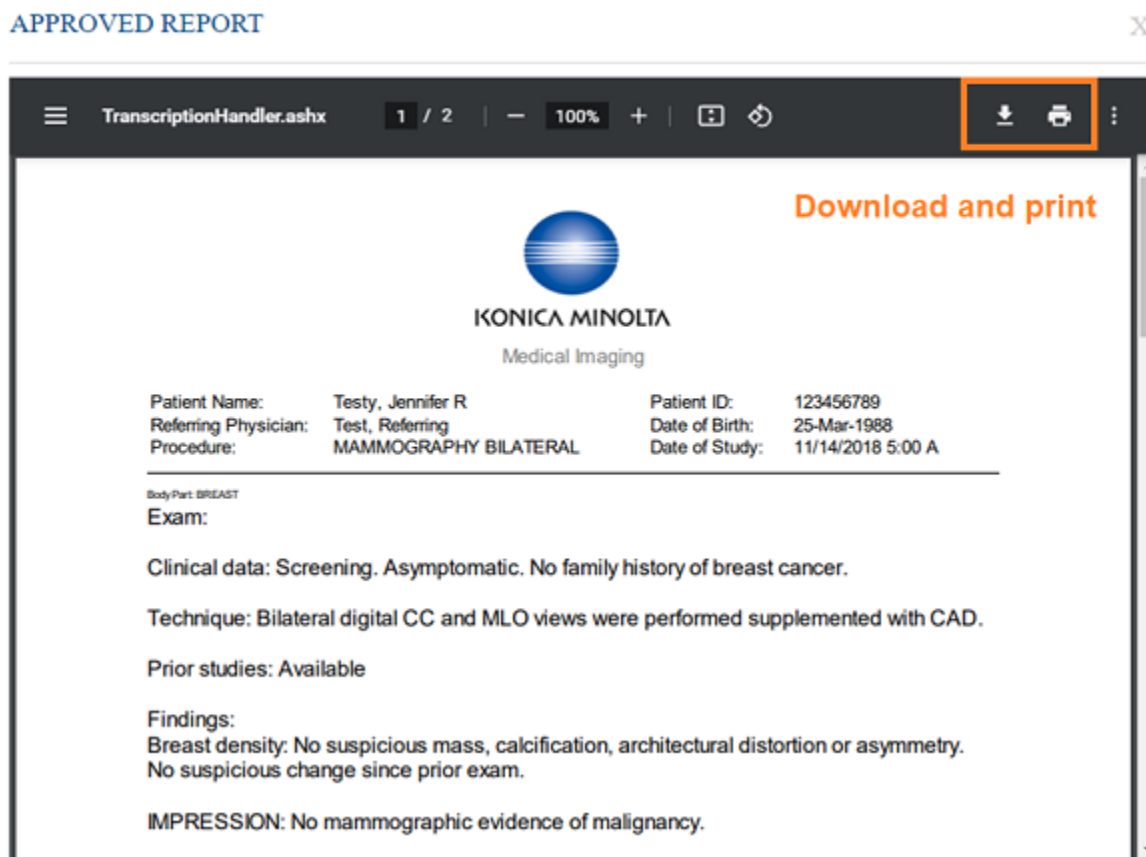 APPROVED REPORT X
TranscriptionHandler.ashx 1 / 2 100%
Download and print
KONICA MINOLTA
Medical Imaging
Patient Name: Testy, Jennifer R Patient ID: 123456789
Referring Physician: Test, Referring Date of Birth: 25-Mar-1988
Procedure: MAMMOGRAPHY BILATERAL Date of Study: 11/14/2018 5:00 A
Body Part: BREAST
Exam:
Clinical data: Screening. Asymptomatic. No family history of breast cancer.
Technique: Bilateral digital CC and MLO views were performed supplemented with CAD.
Prior studies: Available
Findings:
Breast density: No suspicious mass, calcification, architectural distortion or asymmetry.
No suspicious change since prior exam.
IMPRESSION: No mammographic evidence of malignancy.